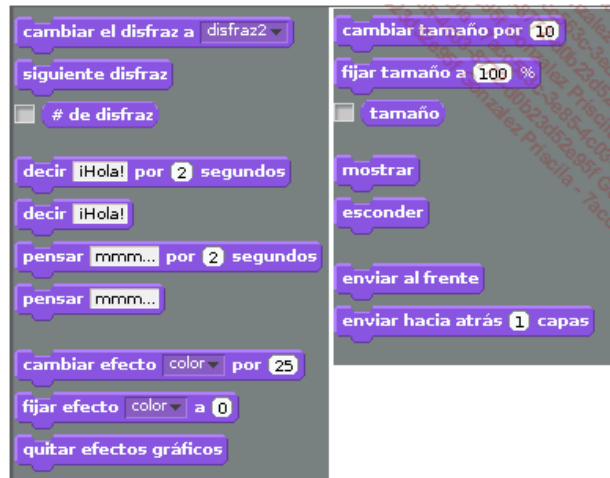 cambiar el disfraz a disfraz2
siguiente disfraz
# de disfraz
decir ¡Hola! por 2 segundos
decir ¡Hola!
pensar mmm... por 2 segundos
pensar mmm...
cambiar efecto color por 25
fijar efecto color a 0
quitar efectos gráficos
cambiar tamaño por 10
fijar tamaño a 100 %
tamaño
mostrar
esconder
enviar al frente
enviar hacia atrás 1 capas